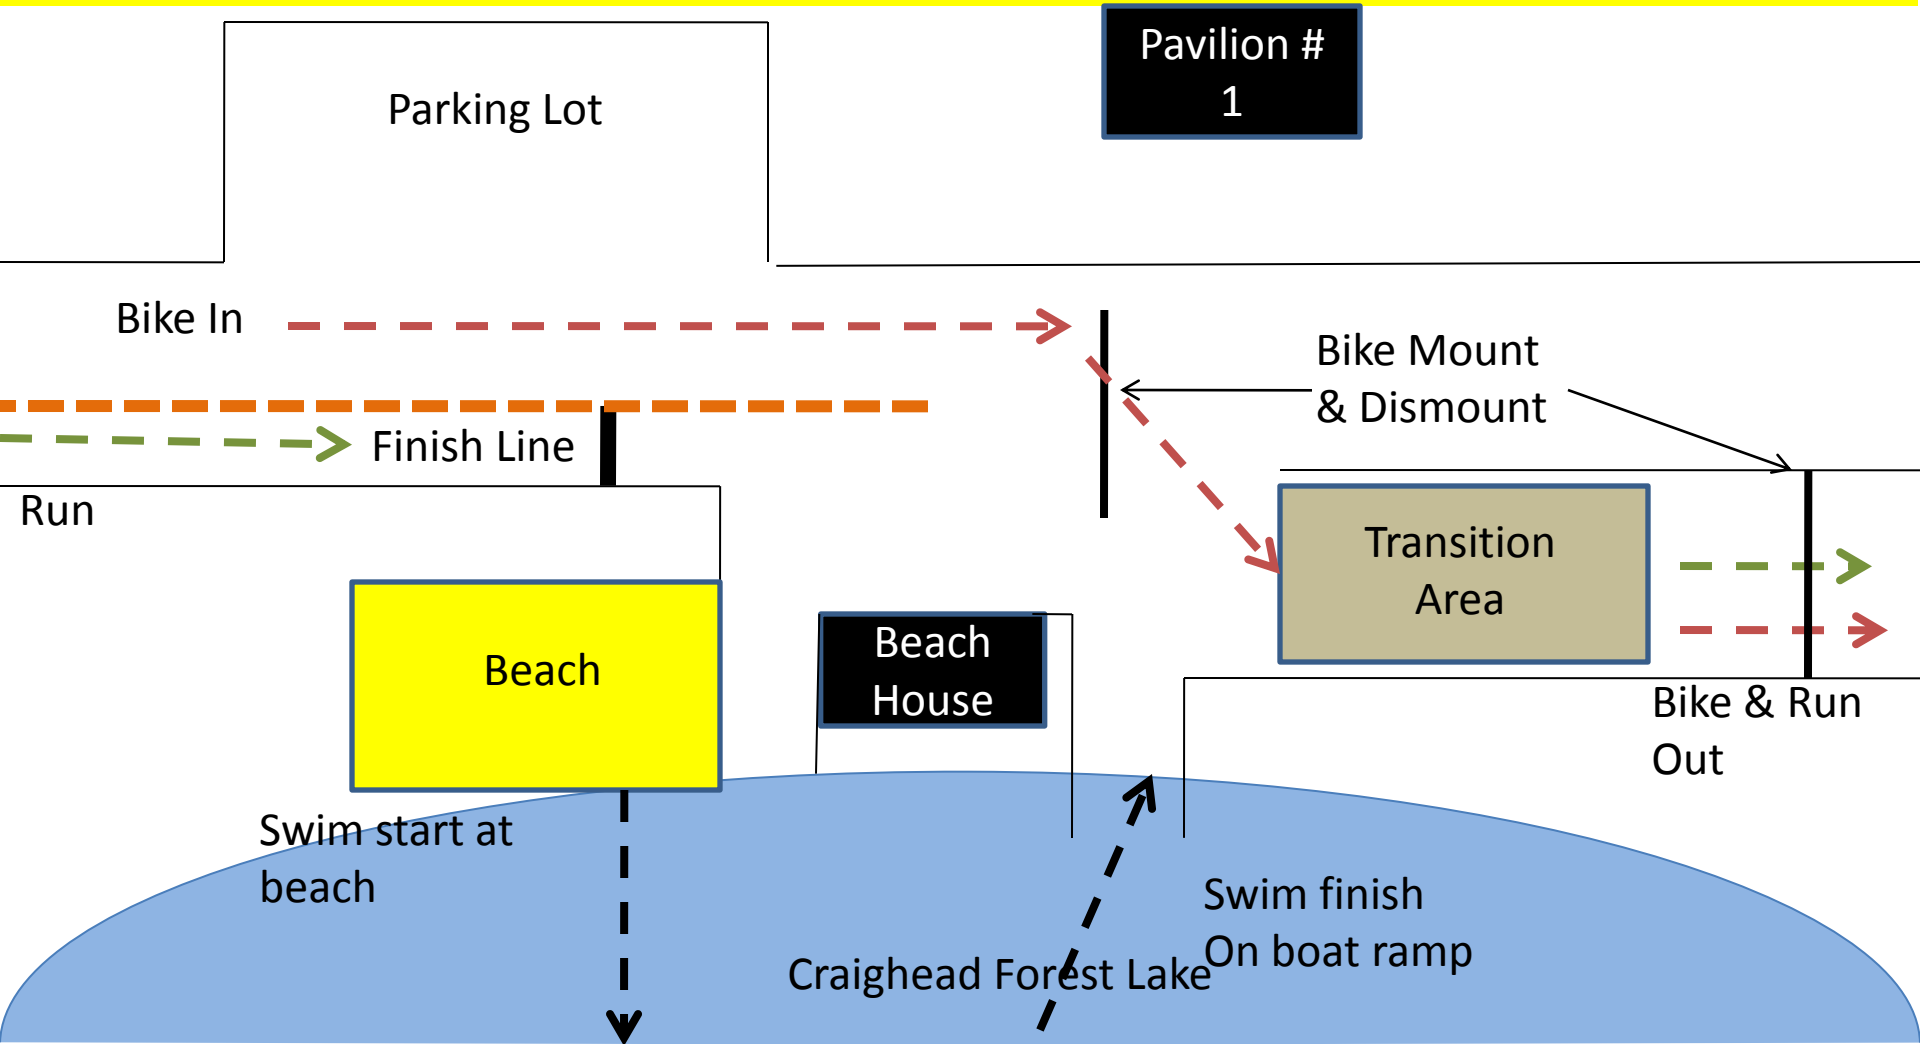 Pavilion #
1
Parking Lot
Bike In
Bike Mount
& Dismount
Finish Line
Run
Transition
Area
Beach
Beach
House
Bike & Run
Out
Swim start at
beach
Swim finish
On boat ramp
Craighead Forest Lake